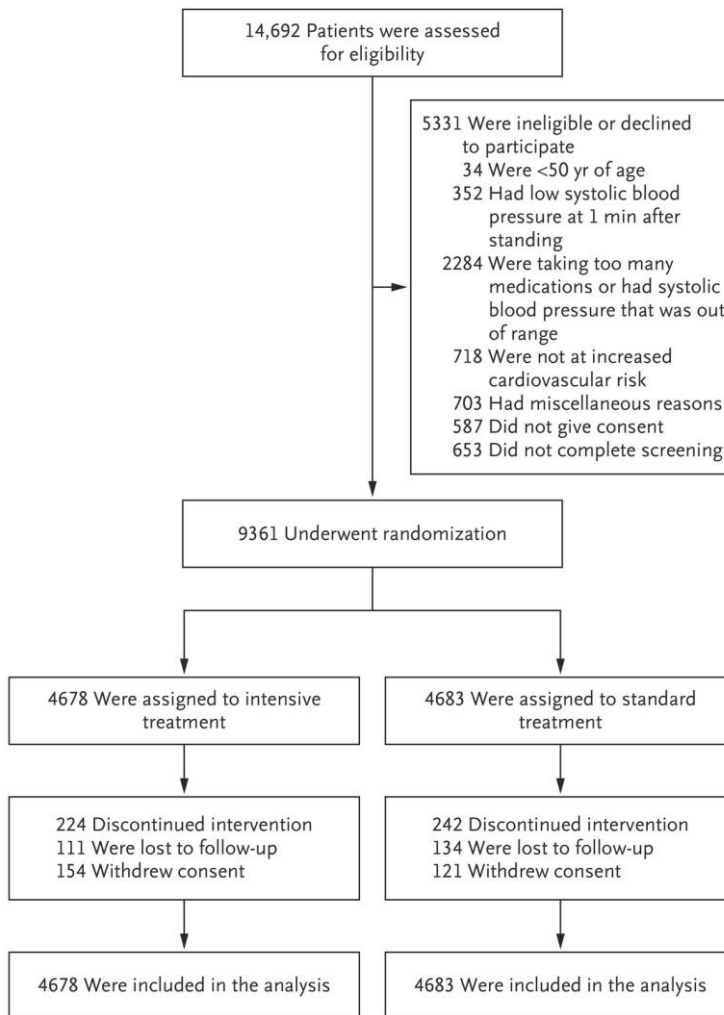 14,692 Patients were assessed
for eligibility
5331 Were ineligible or declined
to participate
34 Were <50 yr of age
352 Had low systolic blood
pressure at 1 min after
standing
2284 Were taking too many
medications or had systolic
blood pressure that was out
of range
718 Were not at increased
cardiovascular risk
703 Had miscellaneous reasons
587 Did not give consent
653 Did not complete screening
9361 Underwent randomization
4678 Were assigned to intensive
treatment
4683 Were assigned to standard
treatment
224 Discontinued intervention
111 Were lost to follow-up
154 Withdrew consent
242 Discontinued intervention
134 Were lost to follow-up
121 Withdrew consent
4678 Were included in the analysis
4683 Were included in the analysis